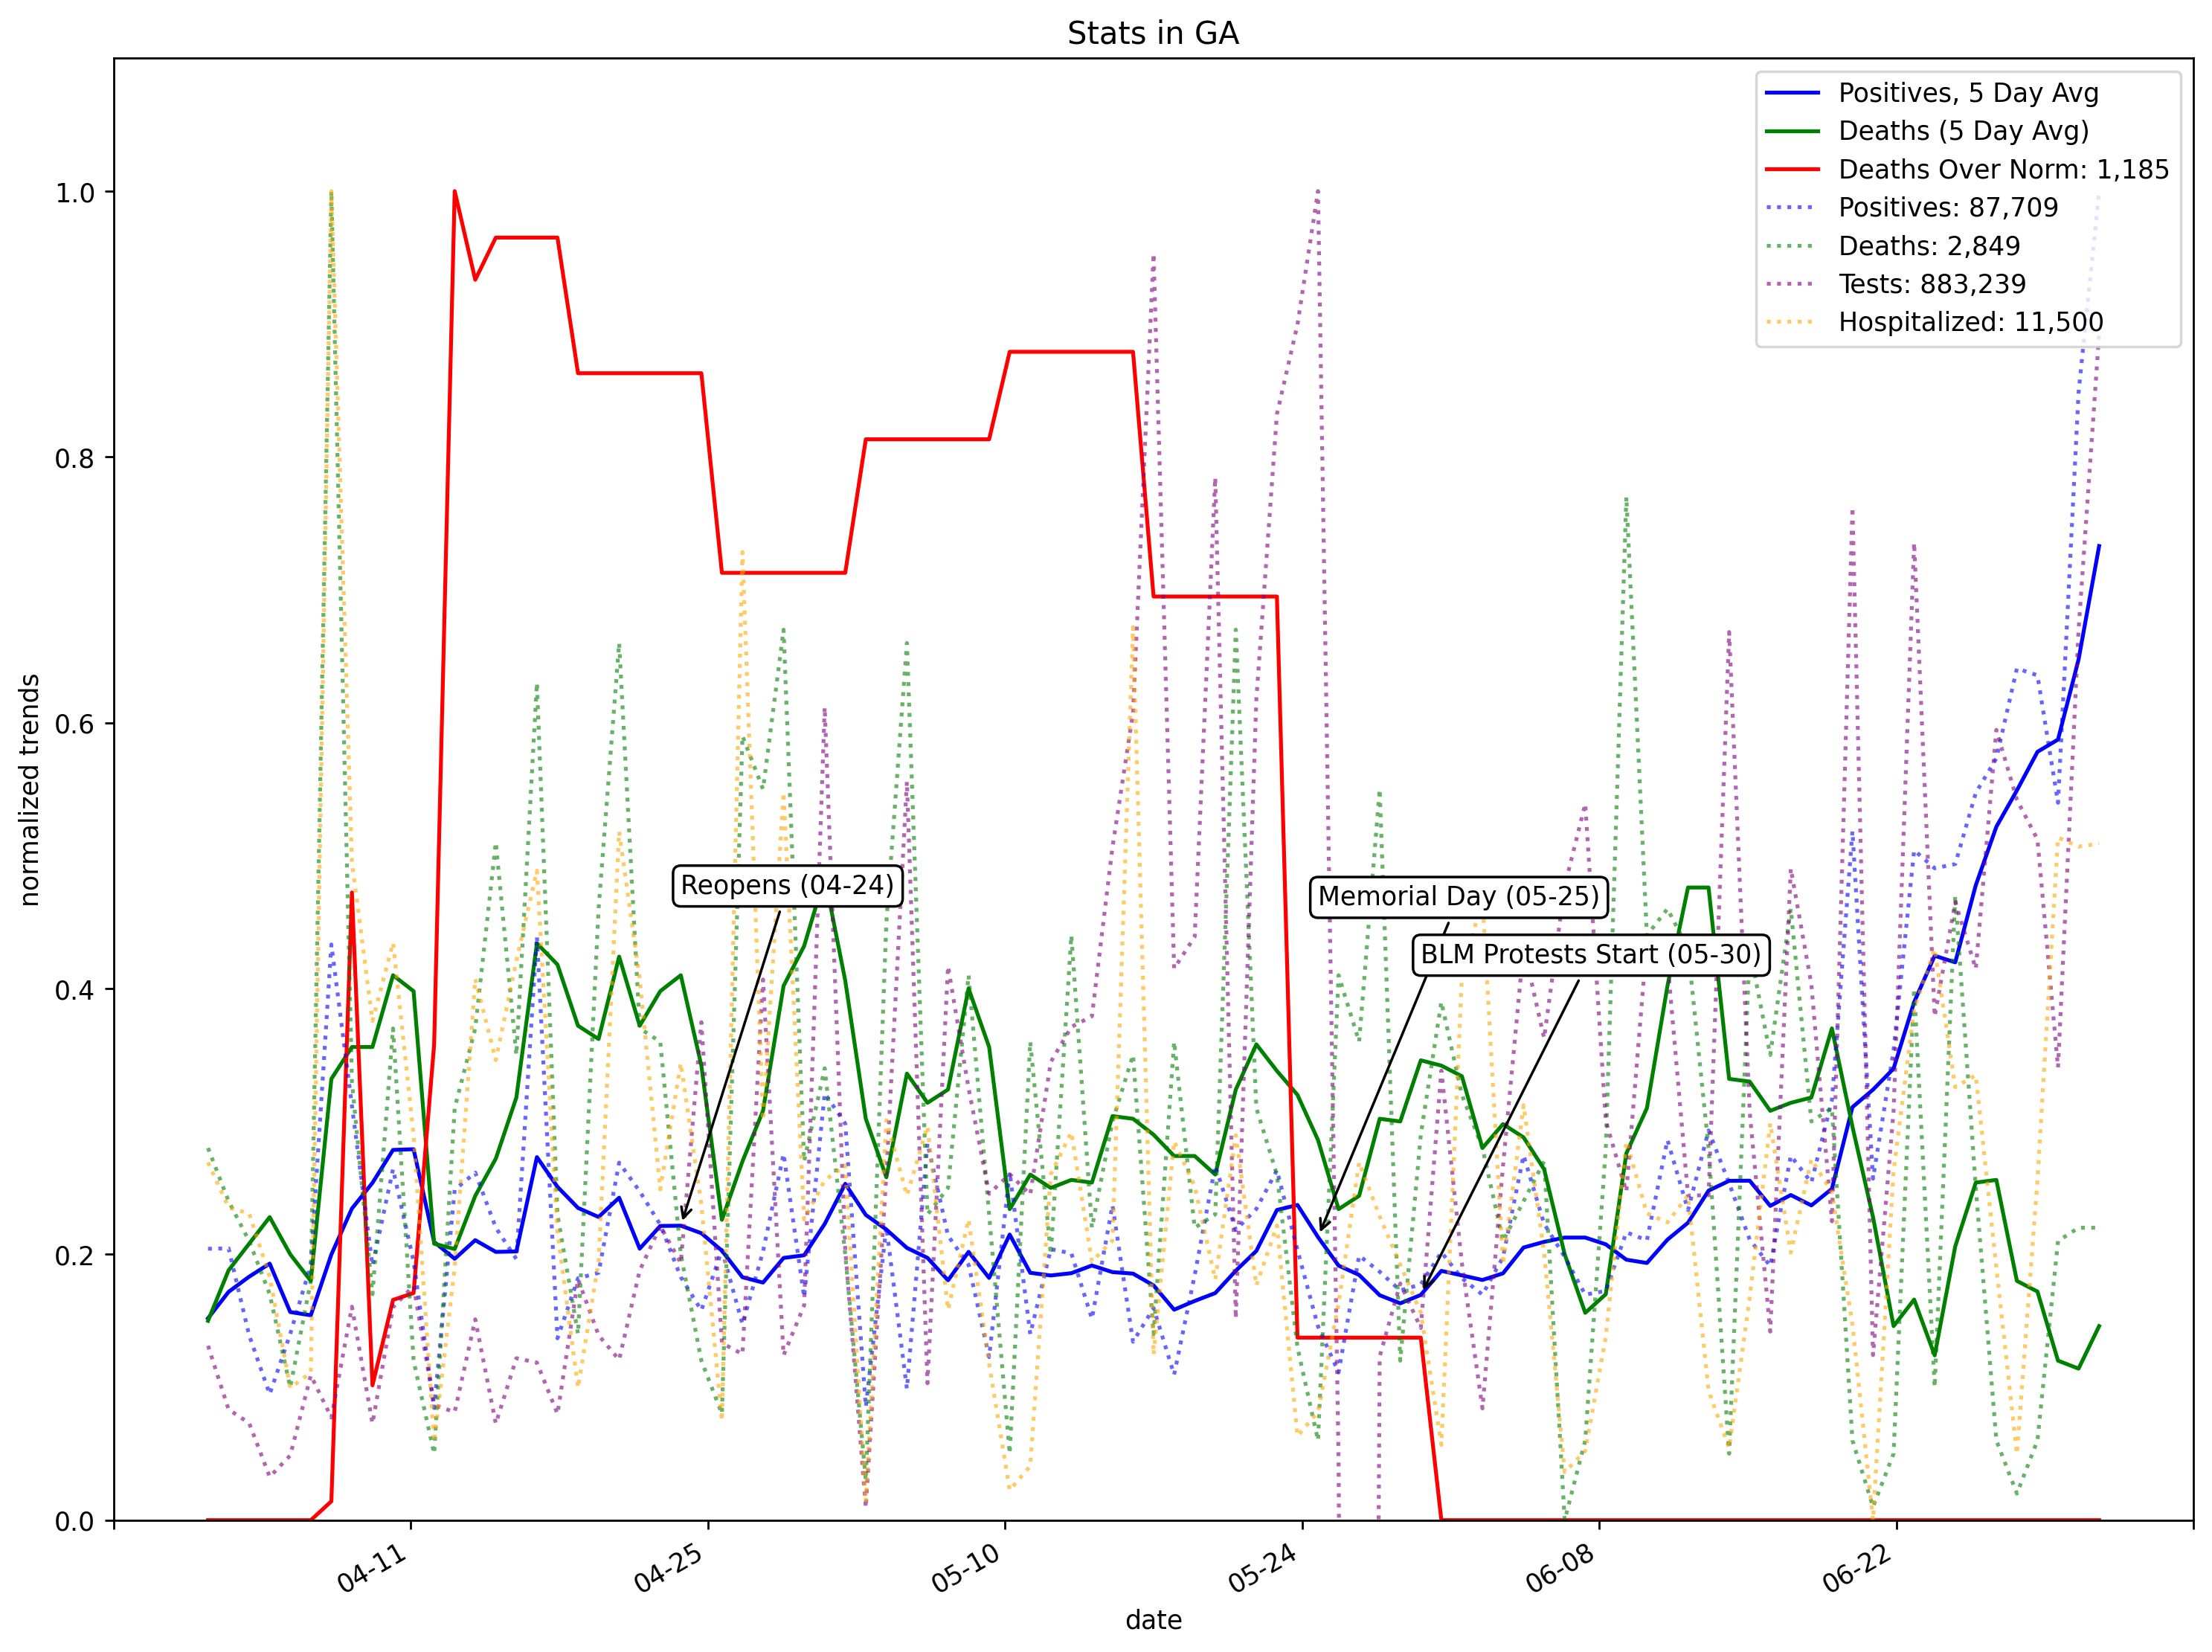 Stats in GA
Positives, 5 Day Avg
Deaths (5 Day Avg)
Deaths Over Norm: 1,185
Positives: 87,709
Deaths: 2,849
Tests: 883,239
Hospitalized: 11,500
1.0
0.8
0.6
0.4
0.2
0.0
normalized trends
Reopens (04-24)
Memorial Day (05-25)
BLM Protests Start (05-30)
04-11
04-25
05-10
05-24
06-08
06-22
date